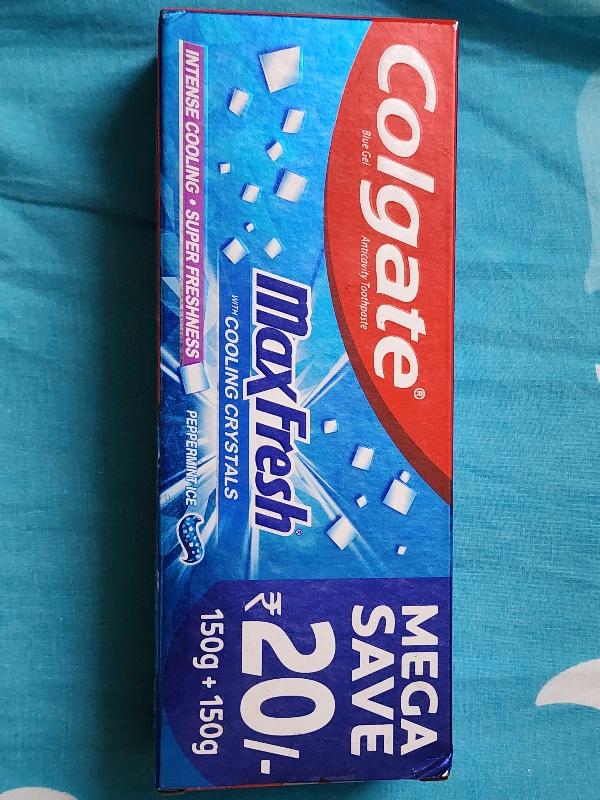 Colgate®
Blue Gel Anticavity Toothpaste
MaxFresh®
WITH COOLING CRYSTALS
INTENSE COOLING • SUPER FRESHNESS
PEPPERMINT ICE
MEGA
SAVE
₹20/-
150g + 150g